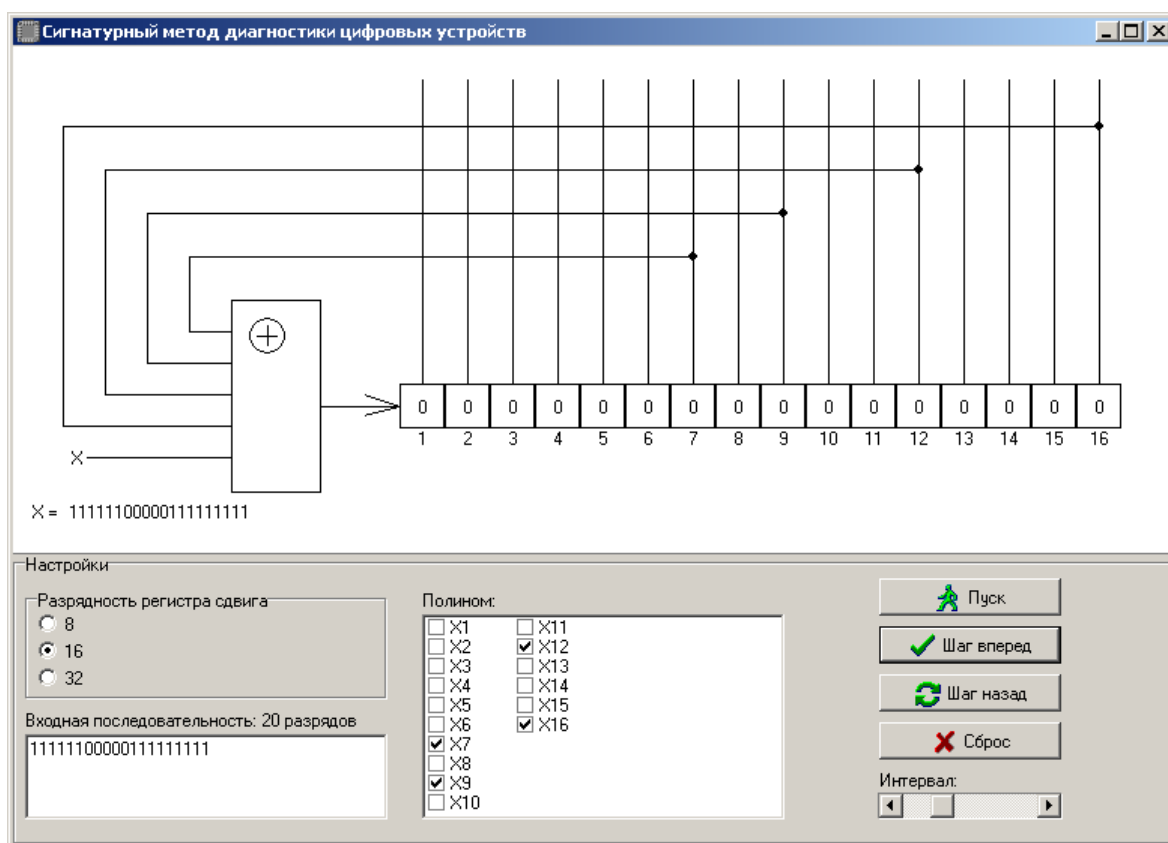 Сигнатурный метод диагностики цифровых устройств
0 0 0 0 0 0 0 0 0 0 0 0 0 0 0 0
1 2 3 4 5 6 7 8 9 10 11 12 13 14 15 16
X
X = 11111100000111111111
Настройки
Разрядность регистра сдвига
8
16
32
Входная последовательность: 20 разрядов
11111100000111111111
Полином:
X1 X11
X2 X12
X3 X13
X4 X14
X5 X15
X6 X16
X7
X8
X9
X10
Пуск
Шаг вперед
Шаг назад
Сброс
Интервал: